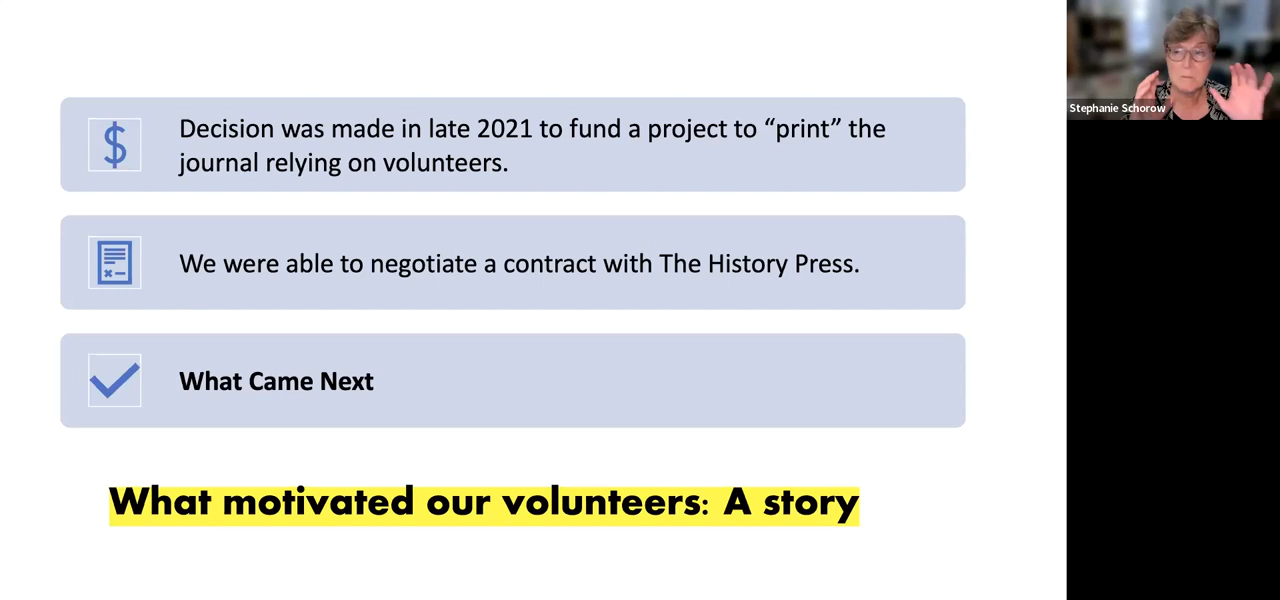 Decision was made in late 2021 to fund a project to “print” the
journal relying on volunteers.
We were able to negotiate a contract with The History Press.
What Came Next
What motivated our volunteers: A story
Stephanie Schorow